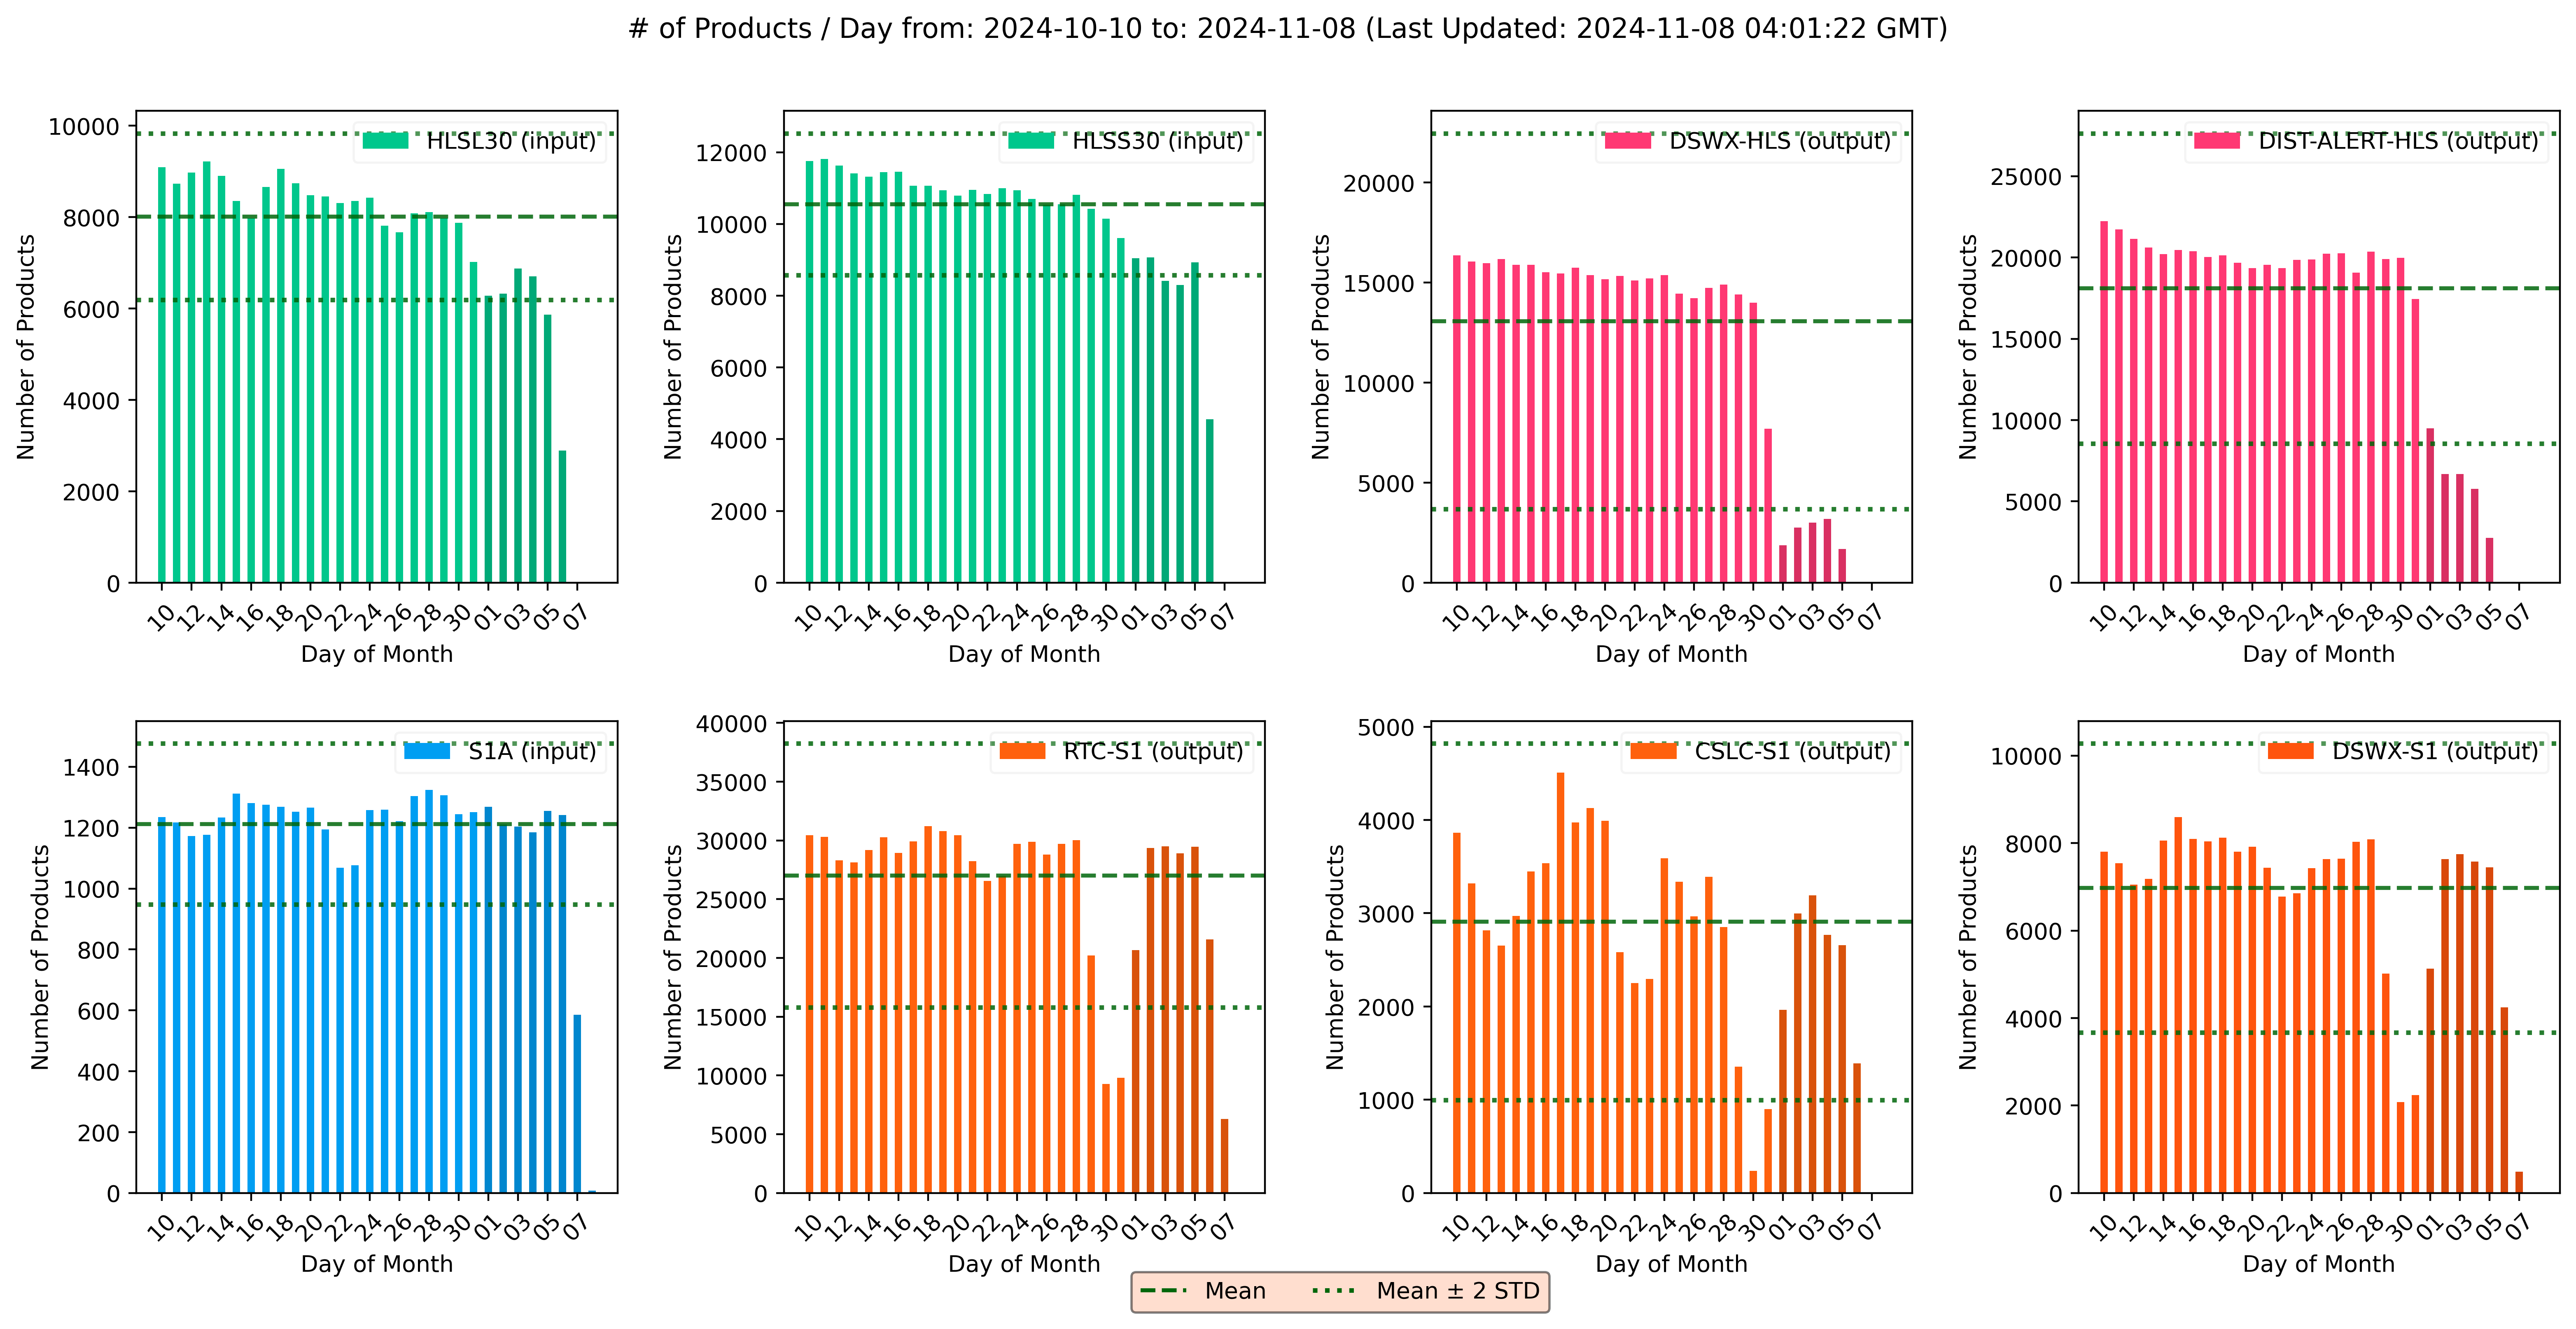 # of Products / Day from: 2024-10-10 to: 2024-11-08 (Last Updated: 2024-11-08 04:01:22 GMT)
HLSL30 (input)
Number of Products
10000
8000
6000
4000
2000
0
10 12 14 16 18 20 22 24 26 28 30 01 03 05 07
Day of Month
HLSS30 (input)
Number of Products
12000
10000
8000
6000
4000
2000
0
10 12 14 16 18 20 22 24 26 28 30 01 03 05 07
Day of Month
DSWX-HLS (output)
Number of Products
20000
15000
10000
5000
0
10 12 14 16 18 20 22 24 26 28 30 01 03 05 07
Day of Month
DIST-ALERT-HLS (output)
Number of Products
25000
20000
15000
10000
5000
0
10 12 14 16 18 20 22 24 26 28 30 01 03 05 07
Day of Month
S1A (input)
Number of Products
1400
1200
1000
800
600
400
200
0
10 12 14 16 18 20 22 24 26 28 30 01 03 05 07
Day of Month
RTC-S1 (output)
Number of Products
40000
35000
30000
25000
20000
15000
10000
5000
0
10 12 14 16 18 20 22 24 26 28 30 01 03 05 07
Day of Month
CSLC-S1 (output)
Number of Products
5000
4000
3000
2000
1000
0
10 12 14 16 18 20 22 24 26 28 30 01 03 05 07
Day of Month
DSWX-S1 (output)
Number of Products
10000
8000
6000
4000
2000
0
10 12 14 16 18 20 22 24 26 28 30 01 03 05 07
Day of Month
Mean
Mean ± 2 STD